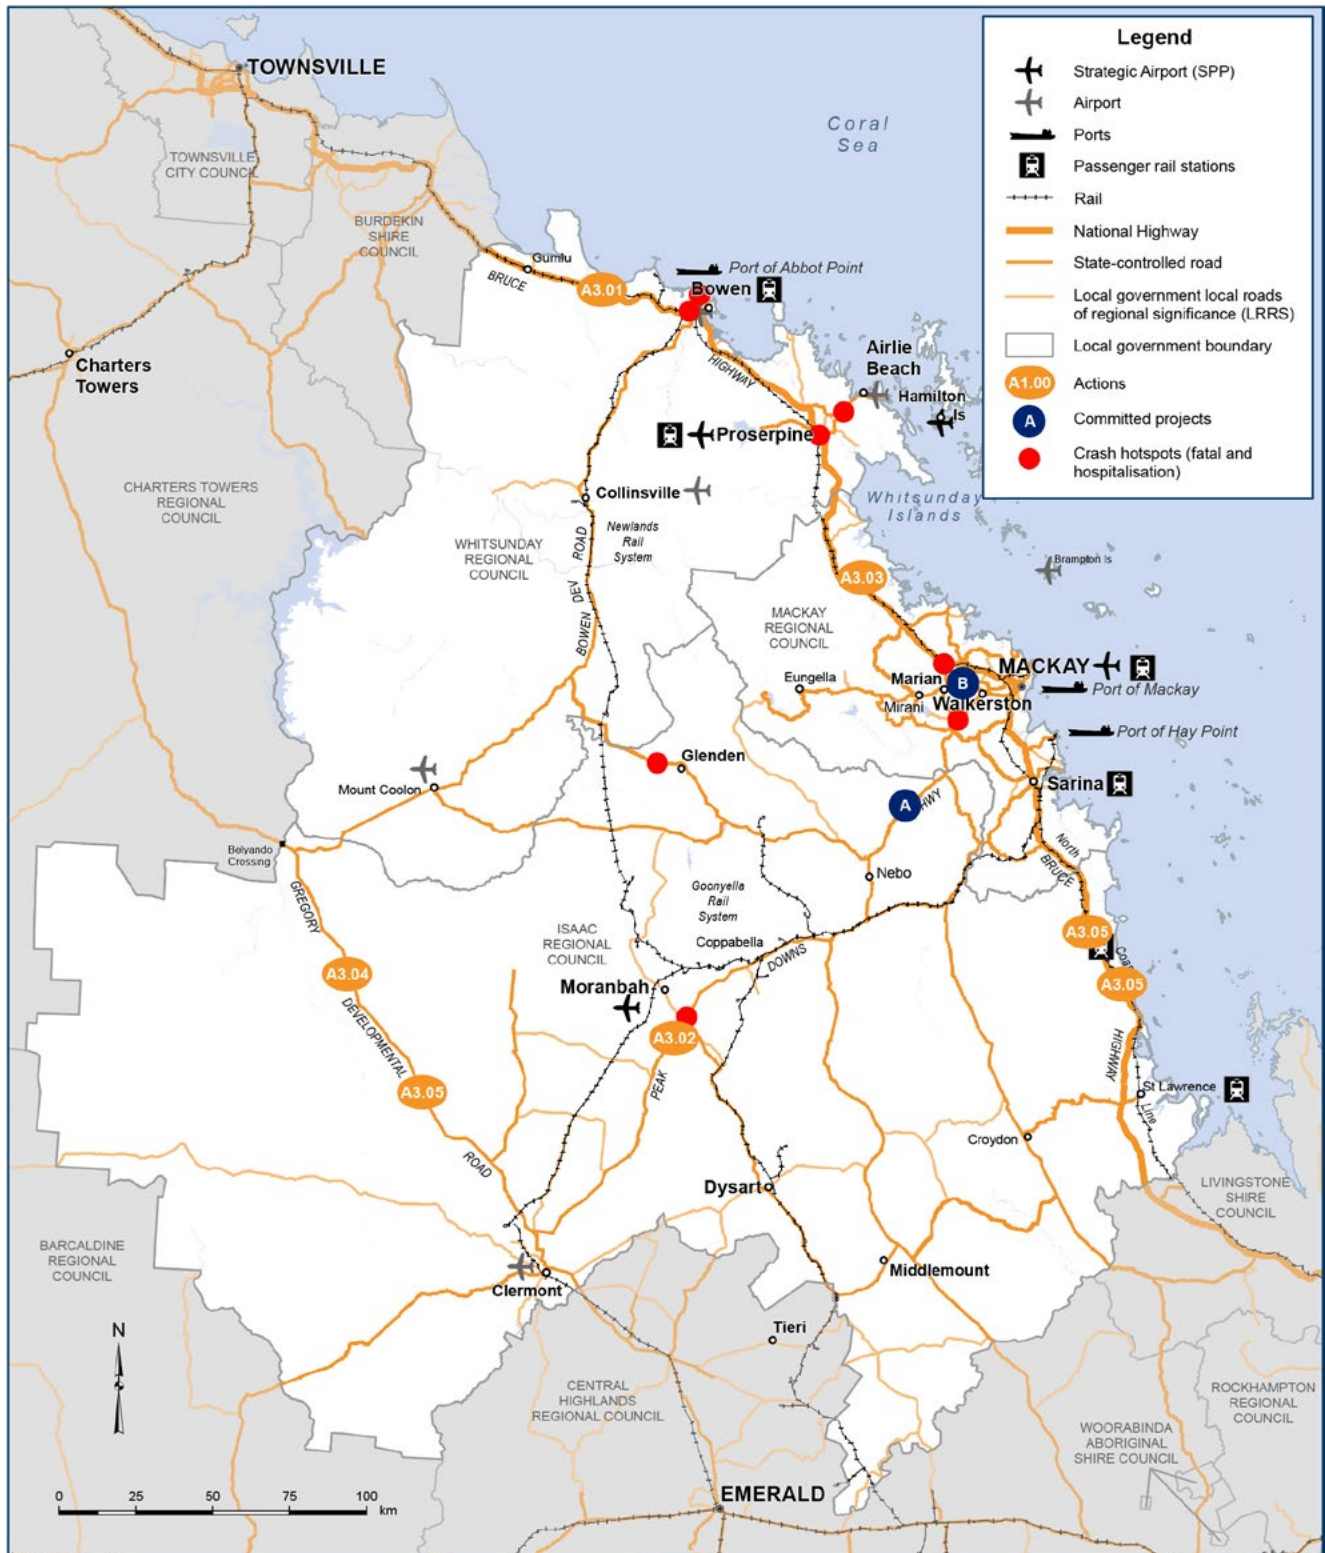 Legend
Strategic Airport (SPP)
Airport
Ports
Passenger rail stations
Rail
National Highway
State-controlled road
Local government local roads
of regional significance (LRRS)
Local government boundary
A1.00
Actions
A
Committed projects
Crash hotspots (fatal and
hospitalisation)
TOWNSVILLE
Coral
Sea
TOWNSVILLE
CITY COUNCIL
BURDEKIN
SHIRE
COUNCIL
Gumlu
BRUCE
A3.01
Port of Abbot Point
Bowen
HIGHWAY
Charters
Towers
Airlie
Beach
Hamilton
Is
Proserpine
Collinsville
CHARTERS TOWERS
REGIONAL
COUNCIL
Whitsunday
Islands
Newlands
Rail
System
WHITSUNDAY
REGIONAL
COUNCIL
BOWEN DEV ROAD
A3.03
Brampton Is
MACKAY
REGIONAL
COUNCIL
MACKAY
Eungella
Marian
B
Port of Mackay
Mirani
Walkerston
Port of Hay Point
Glenden
Sarina
Mount Coolon
A
HWY
Belyando
Crossing
North
BRUCE
Nebo
GREGORY
Goonyella
Rail
System
ISAAC
REGIONAL
COUNCIL
Coppabella
A3.05
DOWNS
Coast
A3.04
Moranbah
A3.05
DEVELOPMENTAL
A3.02
HIGHWAY
PEAK
A3.05
St Lawrence
Line
Croydon
ROAD
Dysart
LIVINGSTONE
SHIRE
COUNCIL
BARCALDINE
REGIONAL
COUNCIL
Middlemount
Clermont
Tieri
N
CENTRAL
HIGHLANDS
REGIONAL COUNCIL
ROCKHAMPTON
REGIONAL
COUNCIL
WOORABINDA
ABORIGINAL
SHIRE COUNCIL
EMERALD
0 25 50 75 100
km